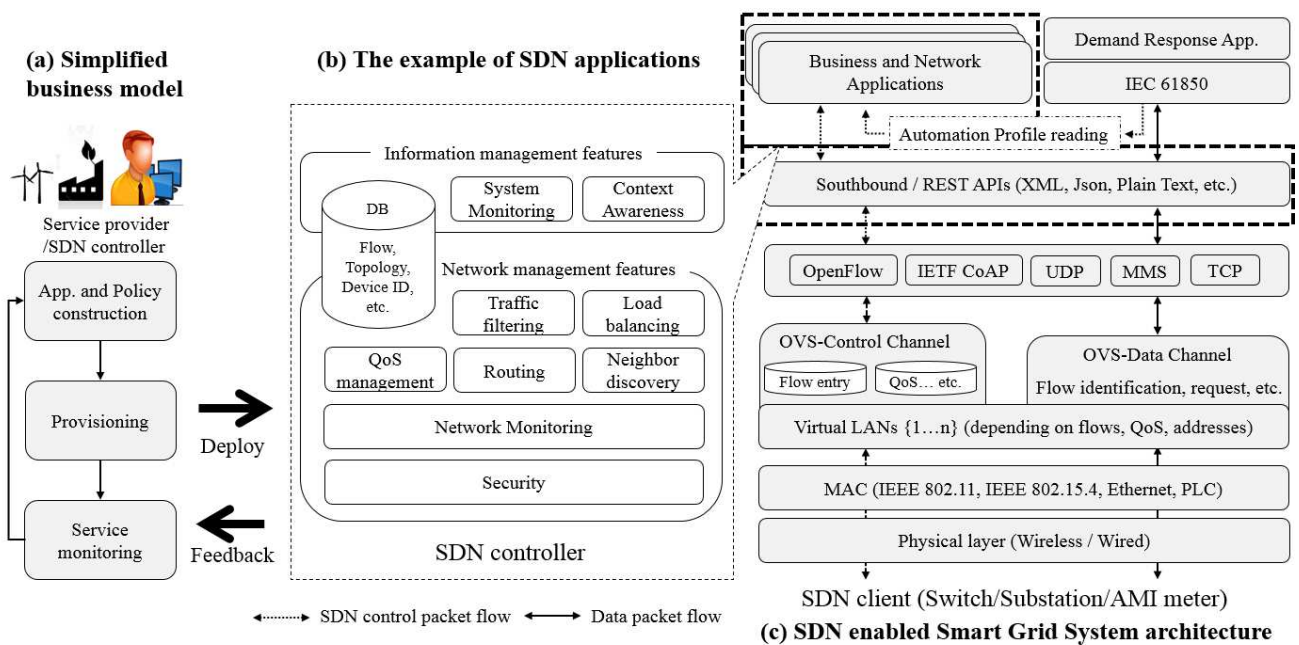 (a) Simplified
business model
Service provider
/SDN controller
App. and Policy
construction
Provisioning
Service
monitoring
Deploy
Feedback
(b) The example of SDN applications
Information management features
DB
System
Monitoring
Context
Awareness
Flow,
Topology,
Device ID,
etc.
Network management features
Traffic
filtering
Load
balancing
QoS
management
Routing
Neighbor
discovery
Network Monitoring
Security
SDN controller
SDN control packet flow
Data packet flow
Business and Network
Applications
Demand Response App.
IEC 61850
Automation Profile reading
Southbound / REST APIs (XML, Json, Plain Text, etc.)
OpenFlow
IETF CoAP
UDP
MMS
TCP
OVS-Control Channel
Flow entry
QoS… etc.
OVS-Data Channel
Flow identification, request, etc.
Virtual LANs {1…n} (depending on flows, QoS, addresses)
MAC (IEEE 802.11, IEEE 802.15.4, Ethernet, PLC)
Physical layer (Wireless / Wired)
SDN client (Switch/Substation/AMI meter)
(c) SDN enabled Smart Grid System architecture